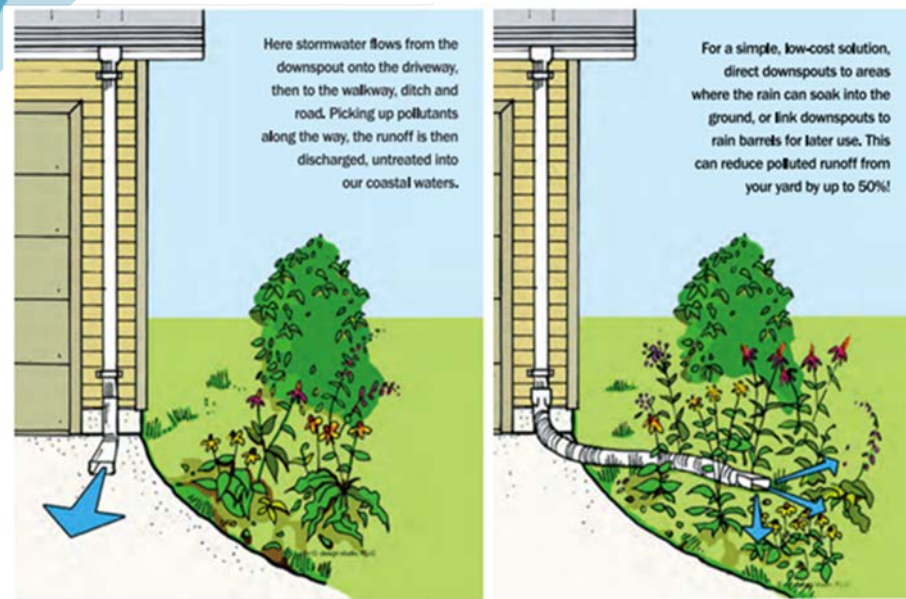 Here stormwater flows from the
downspout onto the driveway,
then to the walkway, ditch and
road. Picking up pollutants
along the way, the runoff is then
discharged, untreated into
our coastal waters.
For a simple, low-cost solution,
direct downspouts to areas
where the rain can soak into the
ground, or link downspouts to
rain barrels for later use. This
can reduce polluted runoff from
your yard by up to 50%!
design studio, PLLC